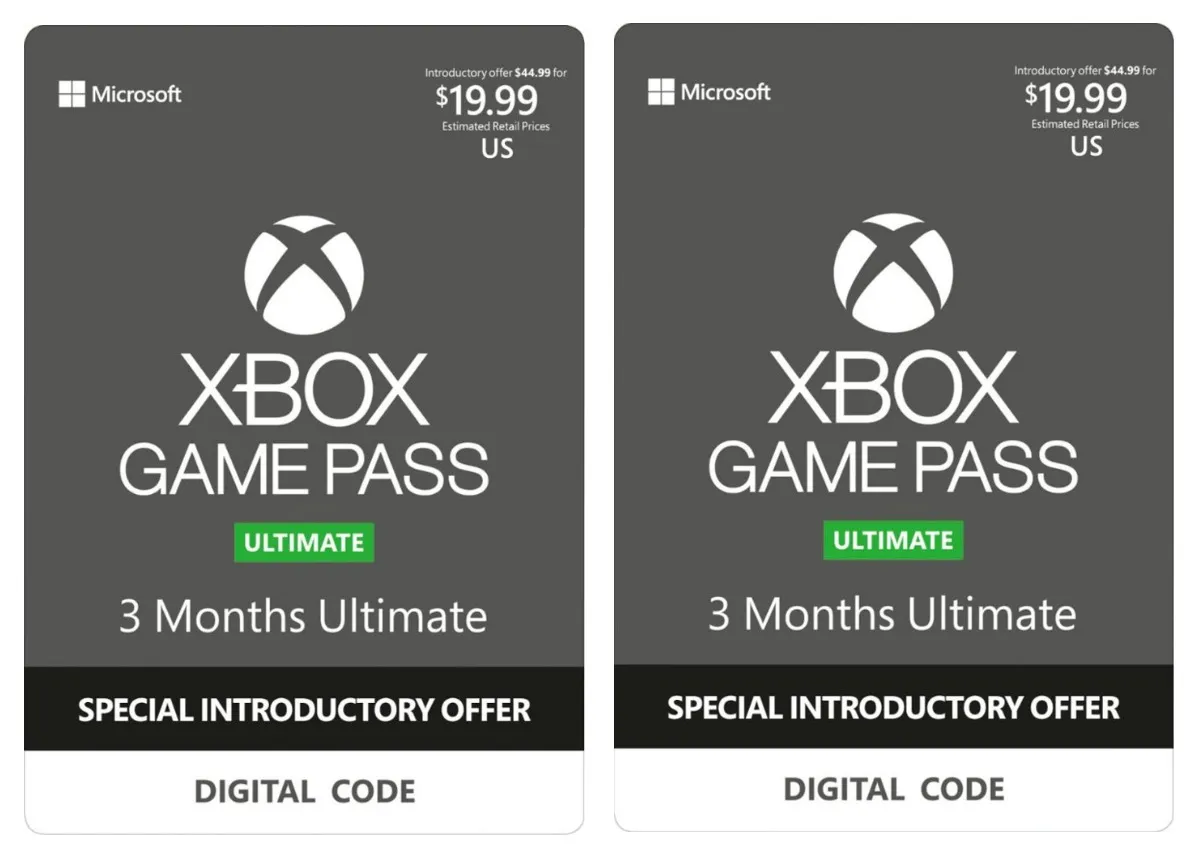 Microsoft
Introductory offer $44.99 for
$19.99
Estimated Retail Prices
US
XBOX
GAME PASS
ULTIMATE
3 Months Ultimate
SPECIAL INTRODUCTORY OFFER
DIGITAL CODE
Microsoft
Introductory offer $44.99 for
$19.99
Estimated Retail Prices
US
XBOX
GAME PASS
ULTIMATE
3 Months Ultimate
SPECIAL INTRODUCTORY OFFER
DIGITAL CODE